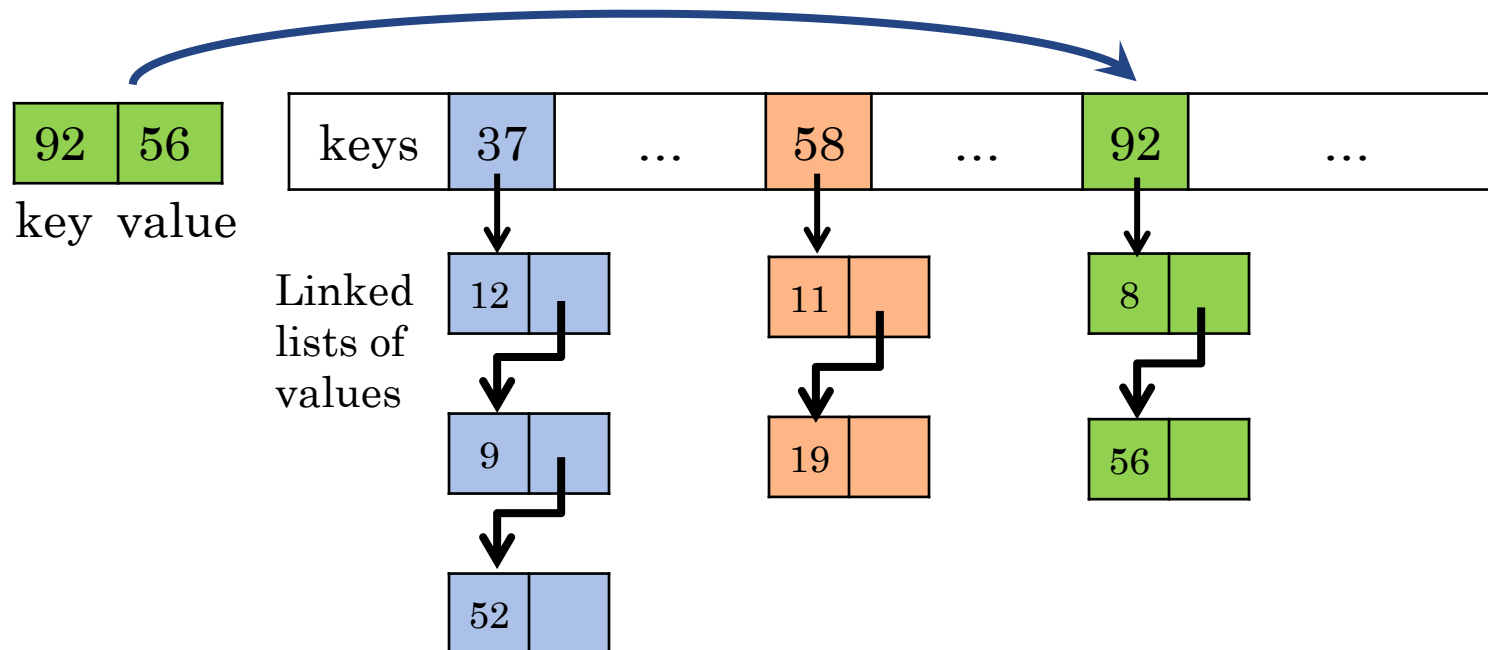 92 56
key value
keys 37 ... 58 ... 92 ...
Linked
lists of
values
12 11 8
9 19 56
52